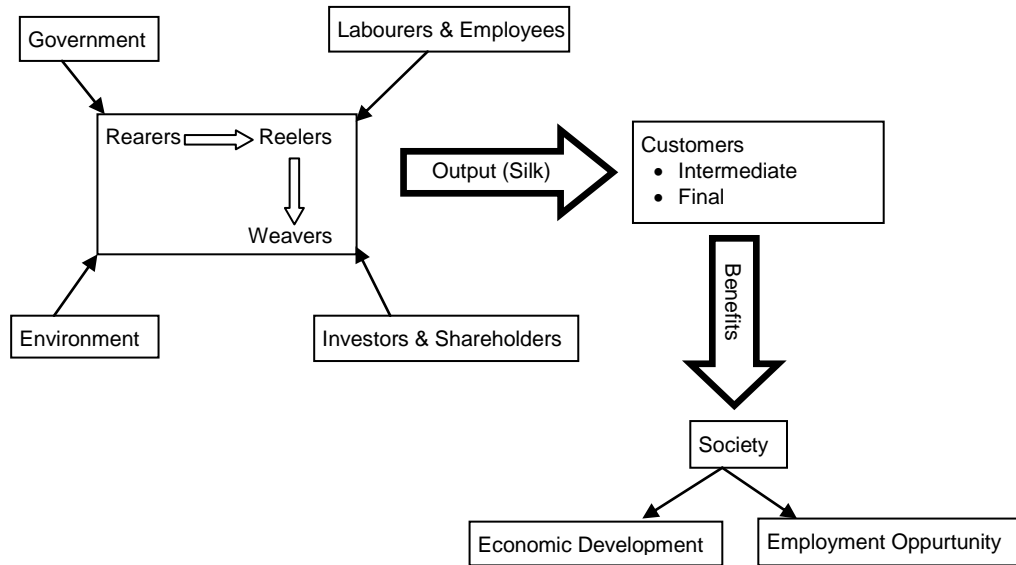 Government
Labourers & Employees
Rearers
Reelers
Weavers
Output (Silk)
Customers
• Intermediate
• Final
Environment
Investors & Shareholders
Benefits
Society
Economic Development
Employment Oppurtunity